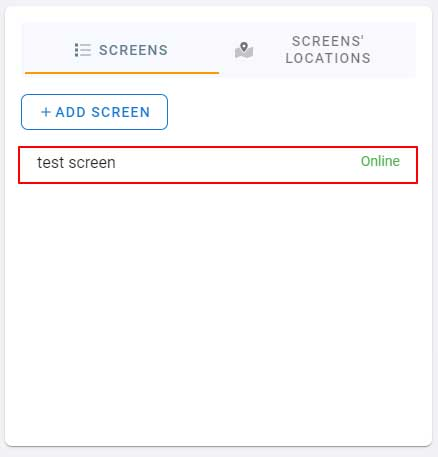 SCREENS
SCREENS'
LOCATIONS
+ ADD SCREEN
test screen
Online